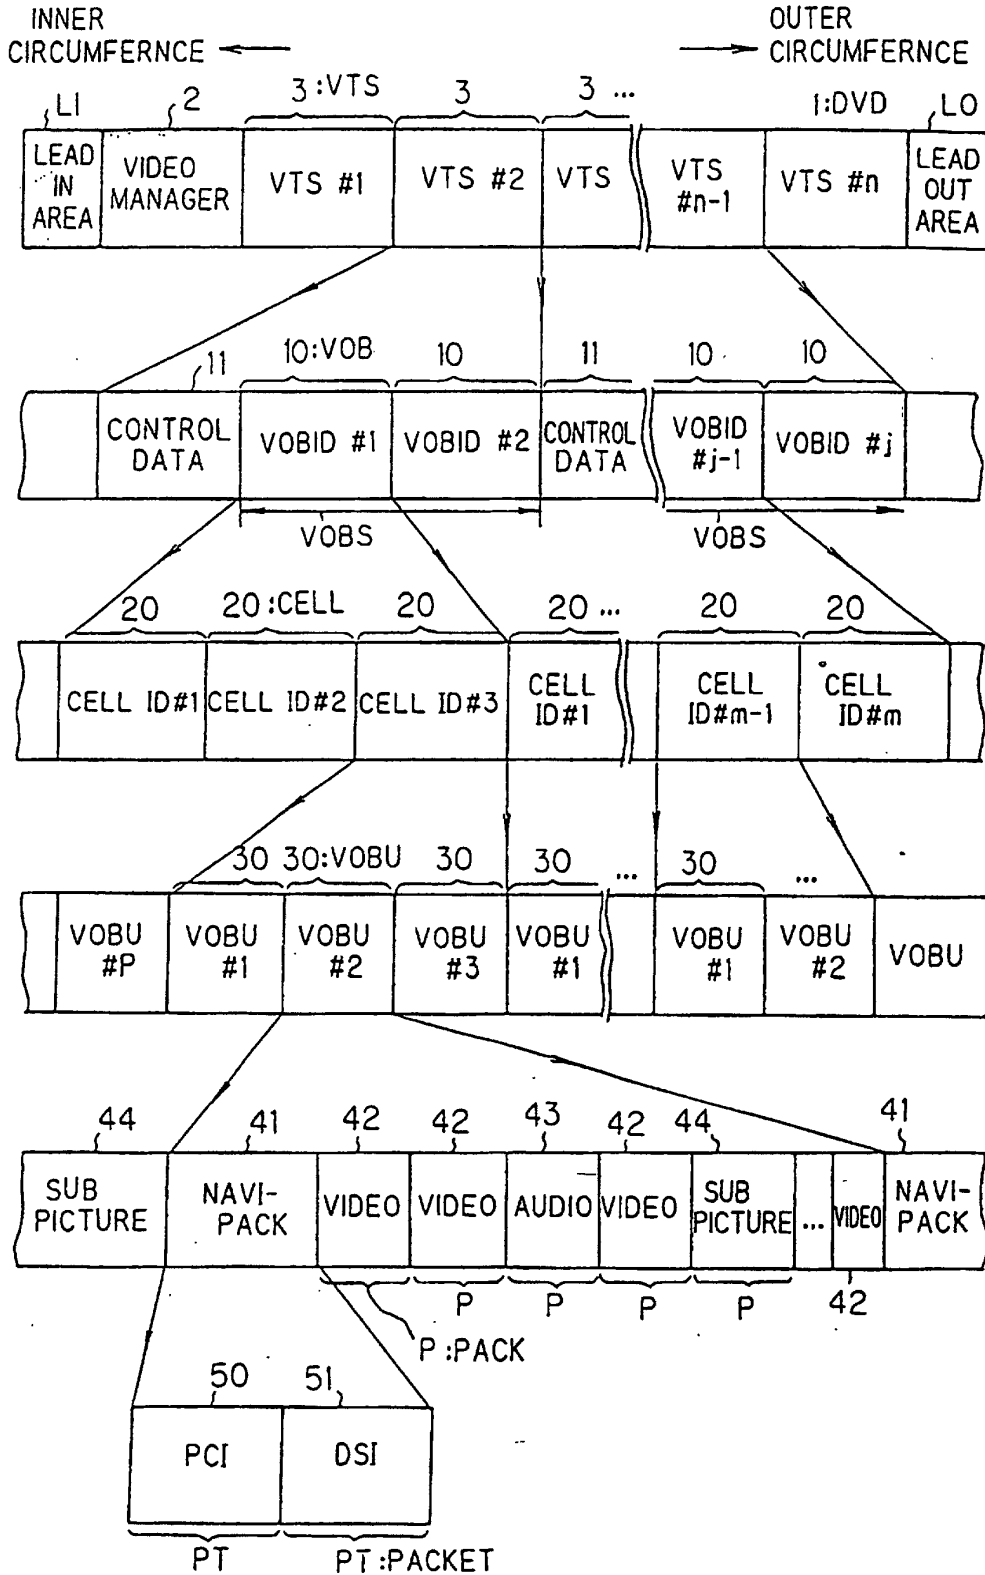 INNER
CIRCUMFERNCE
OUTER
CIRCUMFERNCE
LI 2 3:VTS 3 3 ... 1:DVD LO
LEAD IN AREA
VIDEO MANAGER
VTS #1
VTS #2
VTS
VTS #n-1
VTS #n
LEAD OUT AREA
11 10:VOB 10 11 10 10
CONTROL DATA
VOBID #1
VOBID #2
CONTROL DATA
VOBID #j-1
VOBID #j
VOBS
VOBS
20 20:CELL 20 20 ... 20 20
CELL ID#1
CELL ID#2
CELL ID#3
CELL ID#1
CELL ID#m-1
CELL ID#m
30 30:VOBU 30 30 ... 30 ...
VOBU #P
VOBU #1
VOBU #2
VOBU #3
VOBU #1
VOBU #1
VOBU #2
VOBU
44 41 42 42 43 42 44 41
SUB PICTURE
NAVI-PACK
VIDEO
VIDEO
AUDIO
VIDEO
SUB PICTURE
...
VIDEO
NAVI-PACK
P P P P 42
P:PACK
50 51
PCI
DSI
PT PT:PACKET